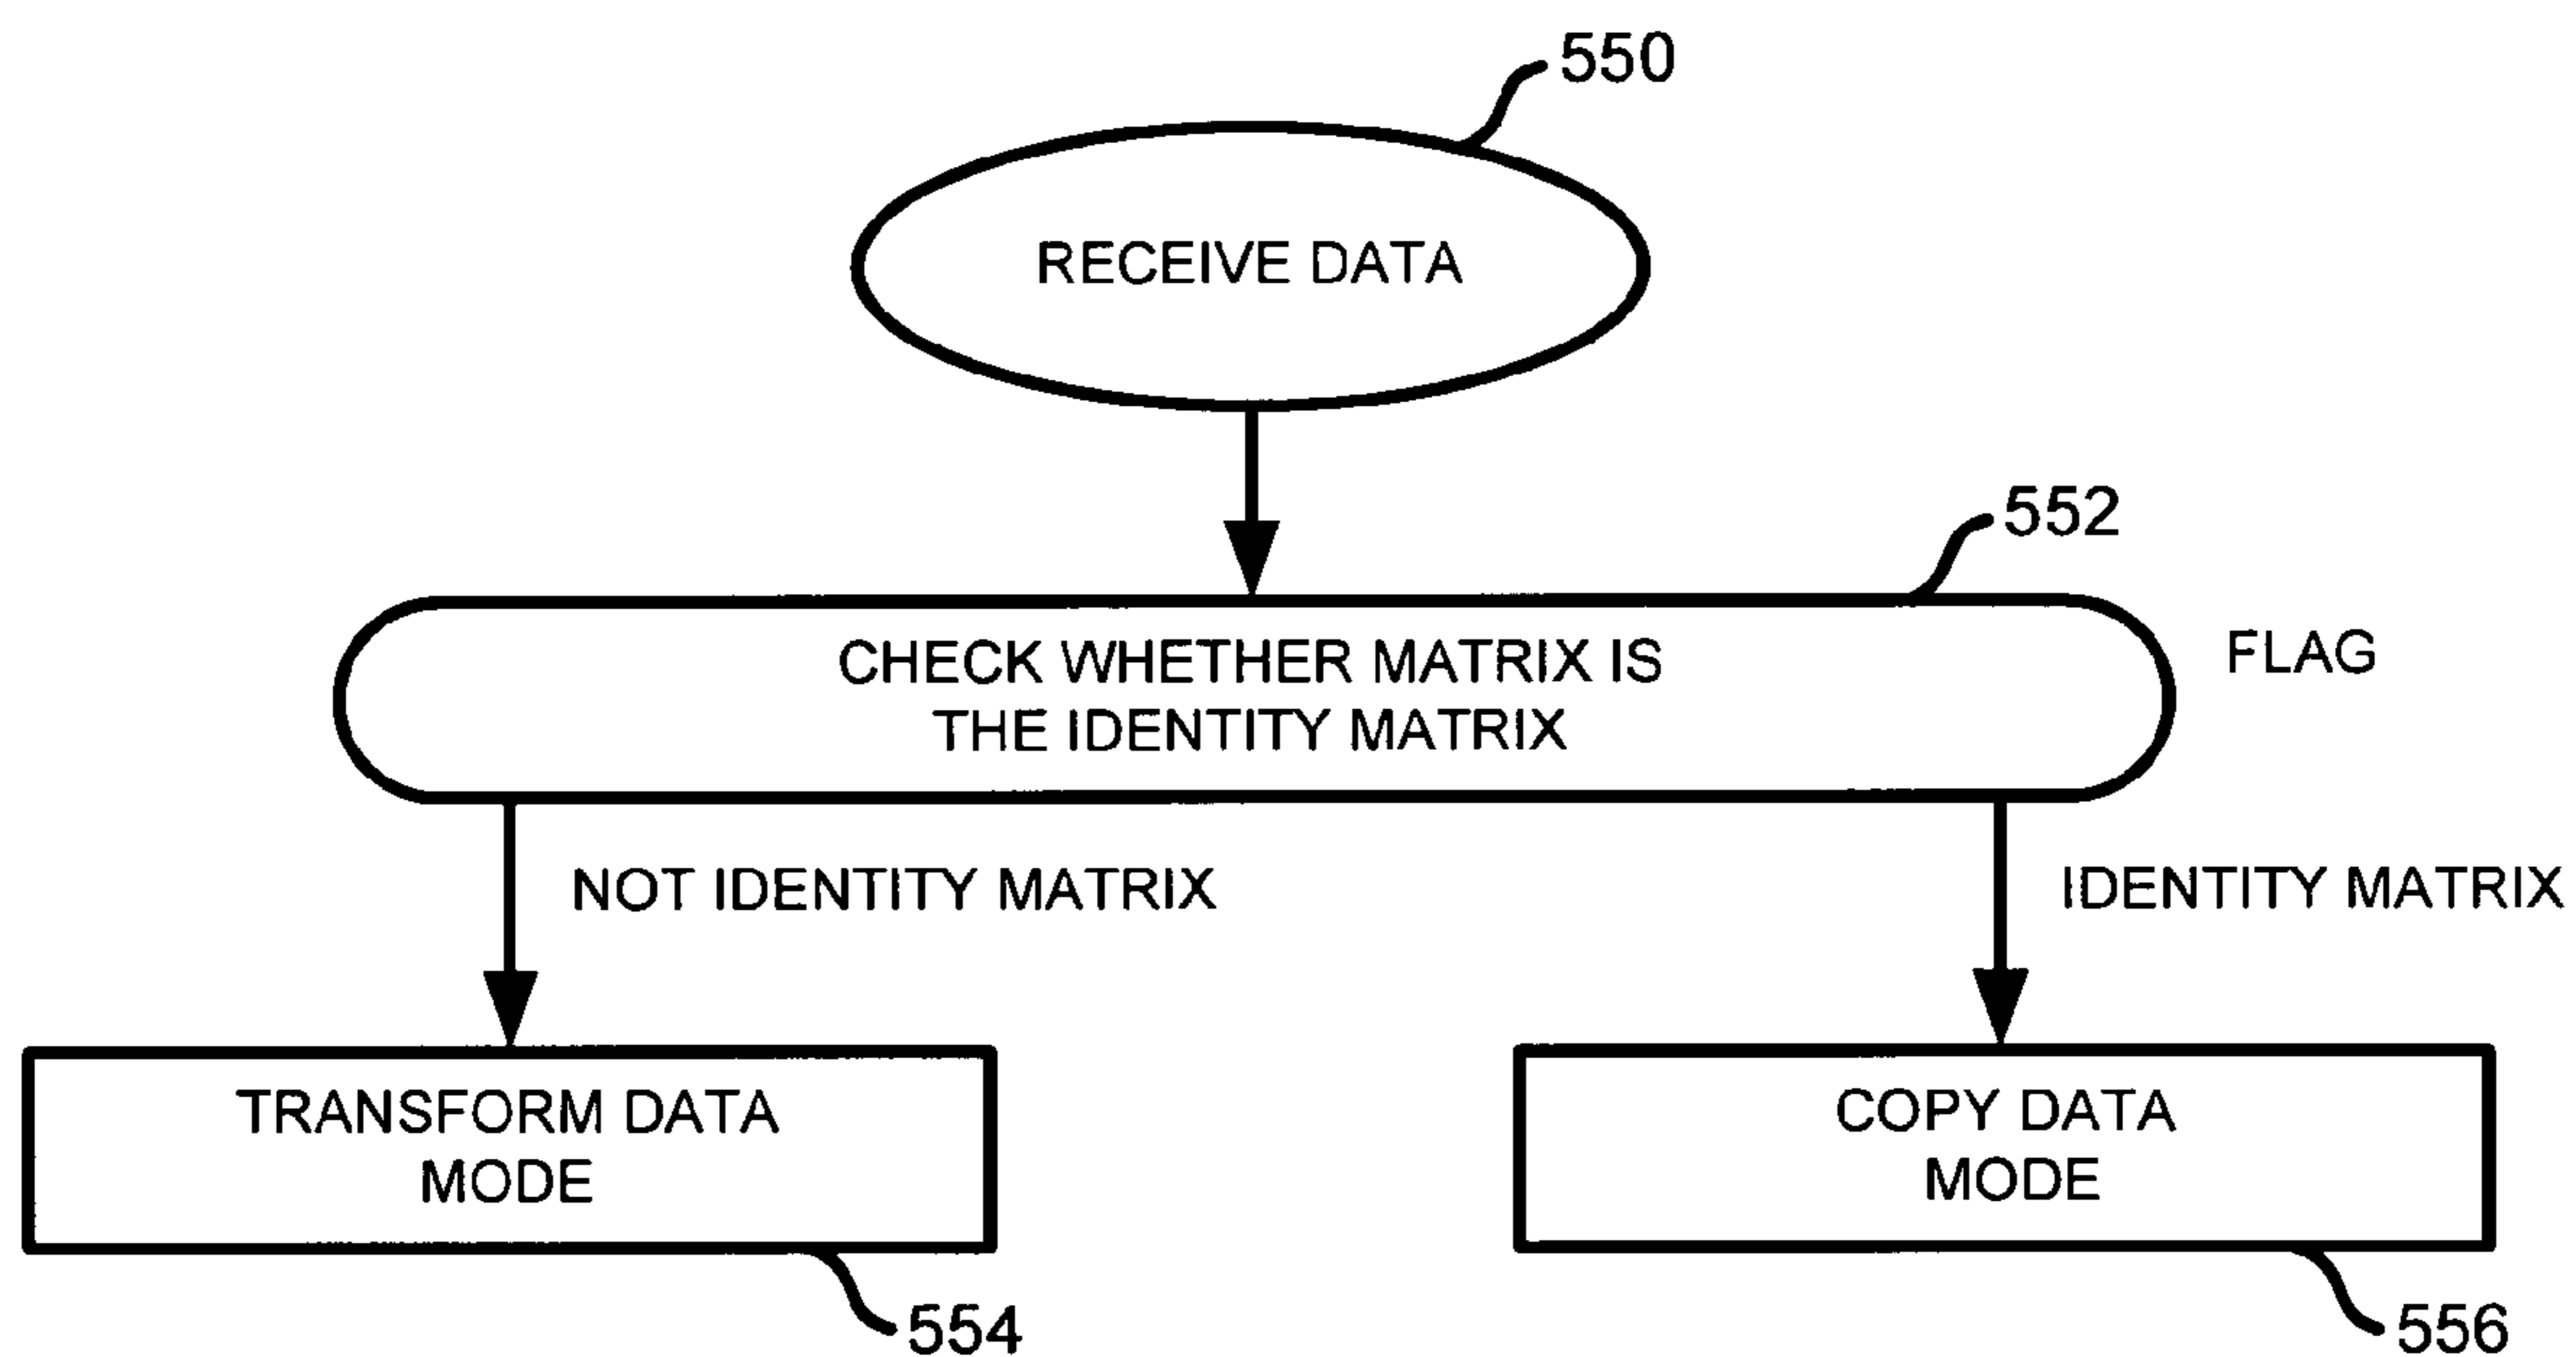 550
RECEIVE DATA
552
CHECK WHETHER MATRIX IS
THE IDENTITY MATRIX
FLAG
NOT IDENTITY MATRIX
IDENTITY MATRIX
TRANSFORM DATA
MODE
COPY DATA
MODE
554
556